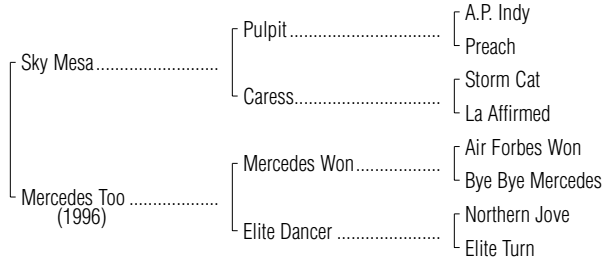 A.P. Indy
Pulpit
Preach
Sky Mesa
Storm Cat
Caress
La Affirmed
Air Forbes Won
Mercedes Won
Bye Bye Mercedes
Mercedes Too
(1996)
Northern Jove
Elite Dancer
Elite Turn